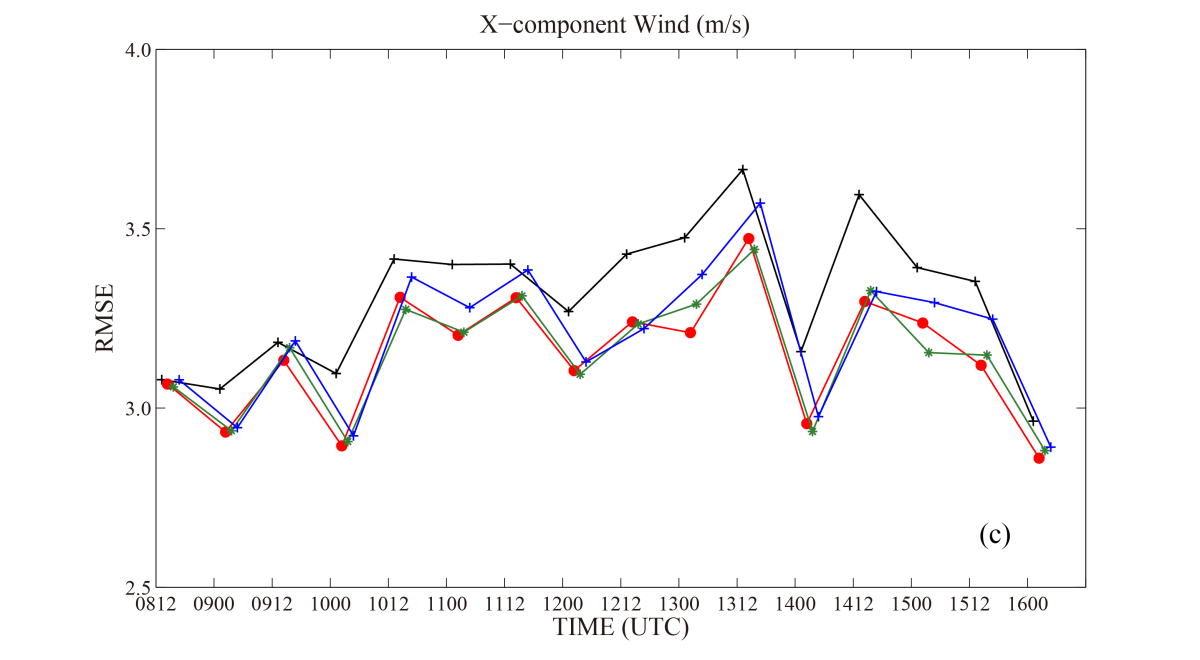 X−component Wind (m/s)
4.0
3.5
3.0
2.5
RMSE
(c)
0812 0900 0912 1000 1012 1100 1112 1200 1212 1300 1312 1400 1412 1500 1512 1600
TIME (UTC)